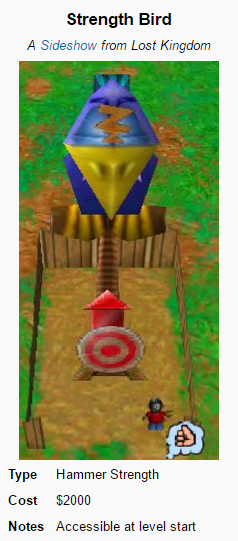 Strength Bird
A Sideshow from Lost Kingdom
Type Hammer Strength
Cost $2000
Notes Accessible at level start